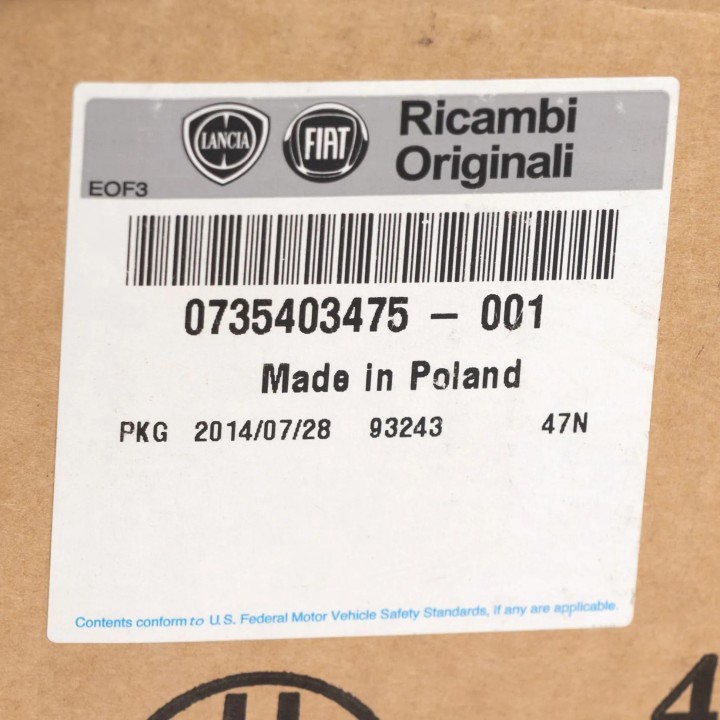 LANCIA FIAT Ricambi
Originali
EOF3
0735403475 – 001
Made in Poland
PKG 2014/07/28 93243 47N
Contents conform to U.S. Federal Motor Vehicle Safety Standards, if any are applicable.
4